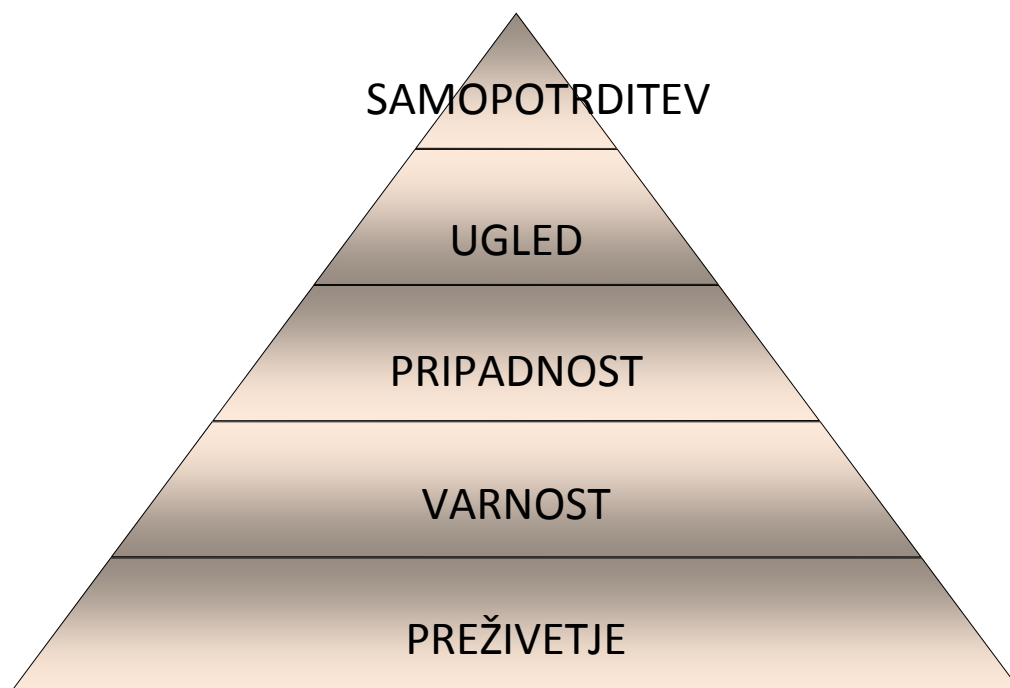 SAMOPOTRDITEV
UGLED
PRIPADNOST
VARNOST
PREŽIVETJE